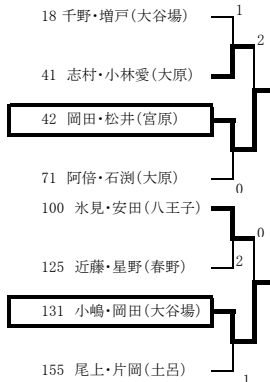 18 千野・増戸(大谷場)
1
2
41 志村・小林愛(大原)
42 岡田・松井(宮原)
71 阿倍・石渕(大原)
0
100 氷見・安田(八王子)
0
125 近藤・星野(春野)
2
131 小嶋・岡田(大谷場)
155 尾上・片岡(土呂)
1